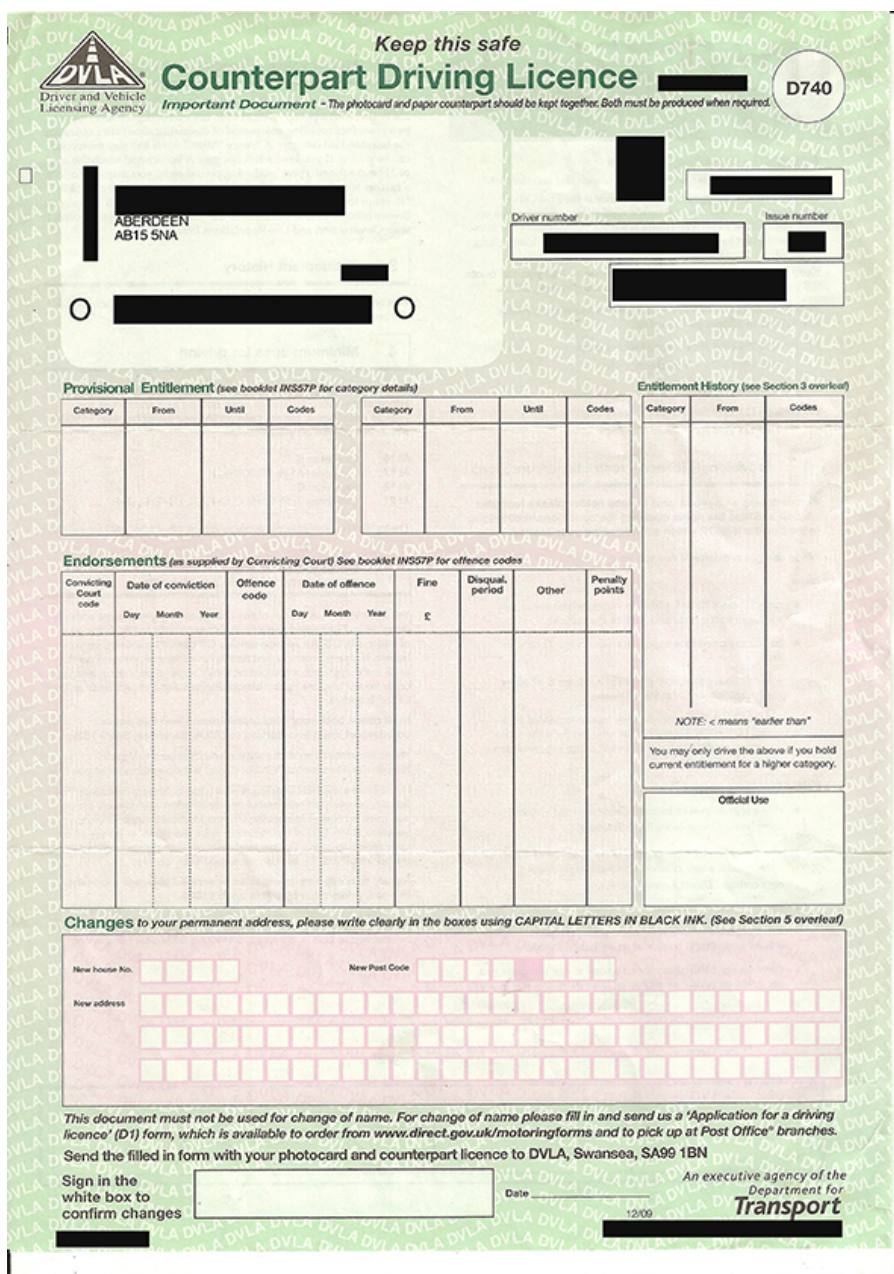 Keep this safe
DVLA
Driver and Vehicle
Licensing Agency
Counterpart Driving Licence
D740
Important Document - The photocard and paper counterpart should be kept together. Both must be produced when required.
ABERDEEN
AB15 5NA
Driver number
Issue number
Provisional Entitlement (see booklet INS57P for category details)
Entitlement History (see Section 3 overleaf)
Category From Until Codes
Category From Until Codes
Category From Codes
Endorsements (as supplied by Convicting Court) See booklet INS57P for offence codes
Convicting Court code
Date of conviction
Day Month Year
Offence code
Date of offence
Day Month Year
Fine
£
Disqual. period
Other
Penalty points
NOTE: < means "earlier than"
You may only drive the above if you hold
current entitlement for a higher category.
Official Use
Changes to your permanent address, please write clearly in the boxes using CAPITAL LETTERS IN BLACK INK. (See Section 5 overleaf)
New house No.
New Post Code
New address
This document must not be used for change of name. For change of name please fill in and send us a 'Application for a driving
licence' (D1) form, which is available to order from www.direct.gov.uk/motoringforms and to pick up at Post Office® branches.
Send the filled in form with your photocard and counterpart licence to DVLA, Swansea, SA99 1BN
Sign in the
white box to
confirm changes
Date
12/09
An executive agency of the
Department for
Transport